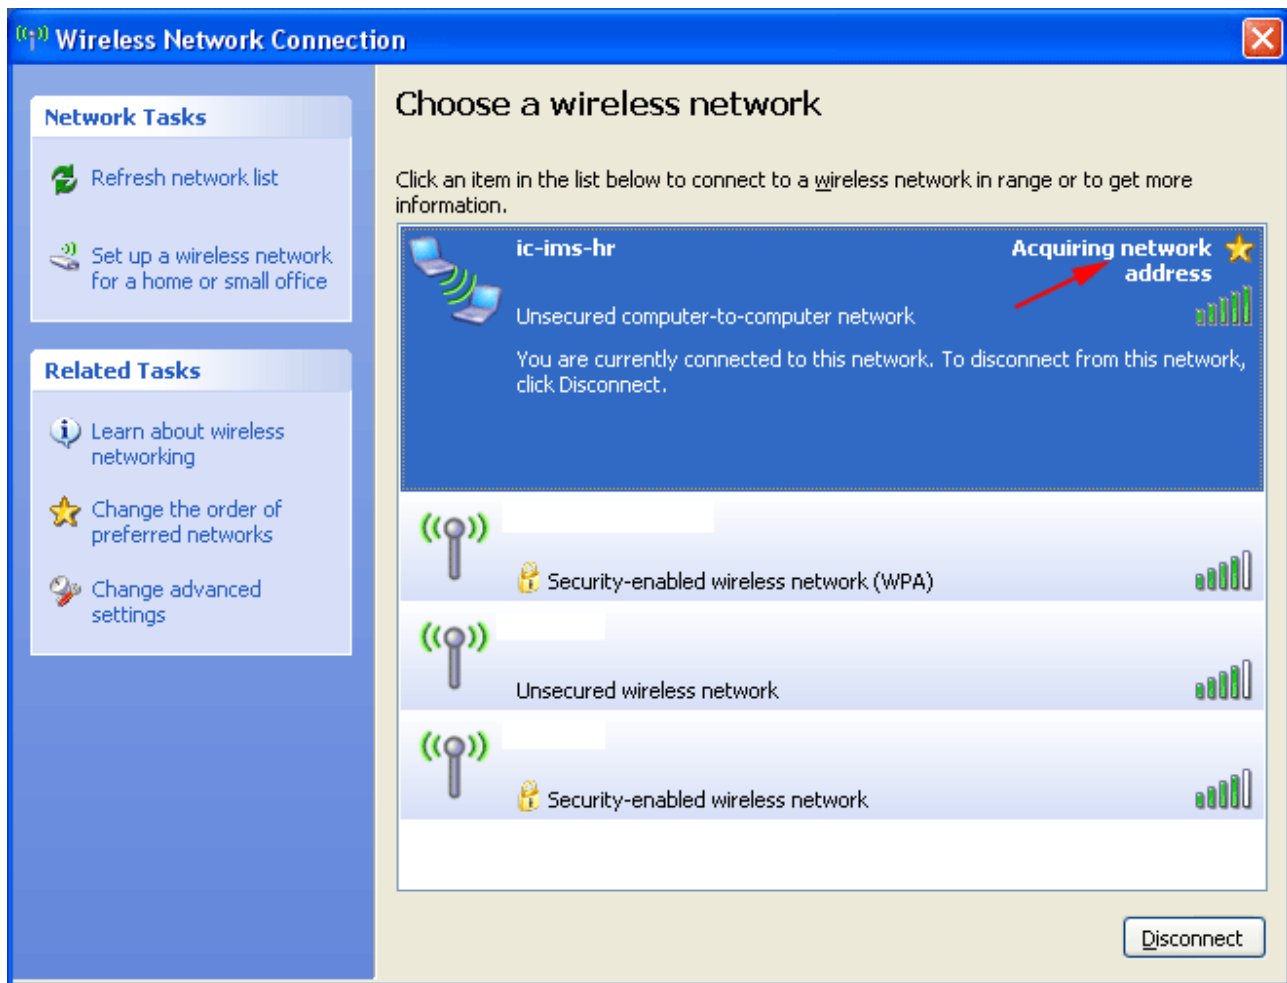 Wireless Network Connection
Network Tasks
Refresh network list
Set up a wireless network
for a home or small office
Related Tasks
Learn about wireless
networking
Change the order of
preferred networks
Change advanced
settings
Choose a wireless network
Click an item in the list below to connect to a wireless network in range or to get more
information.
ic-ims-hr
Acquiring network
address
Unsecured computer-to-computer network
You are currently connected to this network. To disconnect from this network,
click Disconnect.
Security-enabled wireless network (WPA)
Unsecured wireless network
Security-enabled wireless network
Disconnect